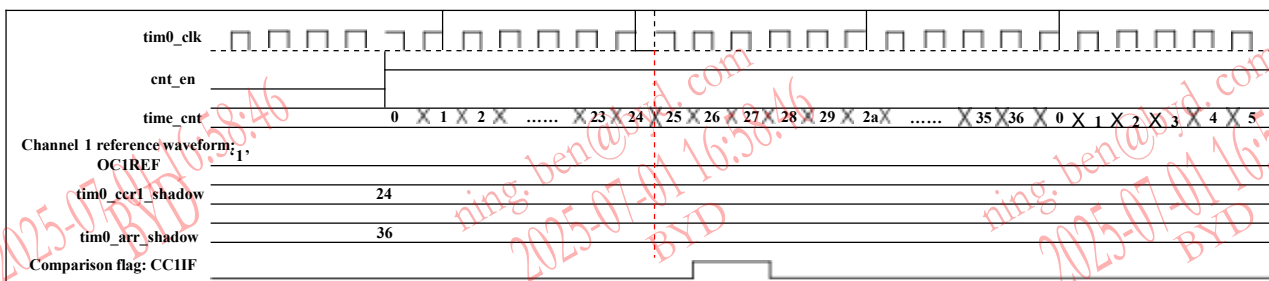 tim0_clk
cnt_en
time_cnt 0 1 2 ...... 23 24 25 26 27 28 29 2a ...... 35 36 0 1 2 3 4 5
Channel 1 reference waveform: '1'
OC1REF
tim0_ccr1_shadow 24
tim0_arr_shadow 36
Comparison flag: CC1IF
2025-07-01 16:58:46
BYD
ning.ben@byd.com
2025-07-01 16:58:46
BYD
ning.ben@byd.com
2025-07-01 16:5
BYD